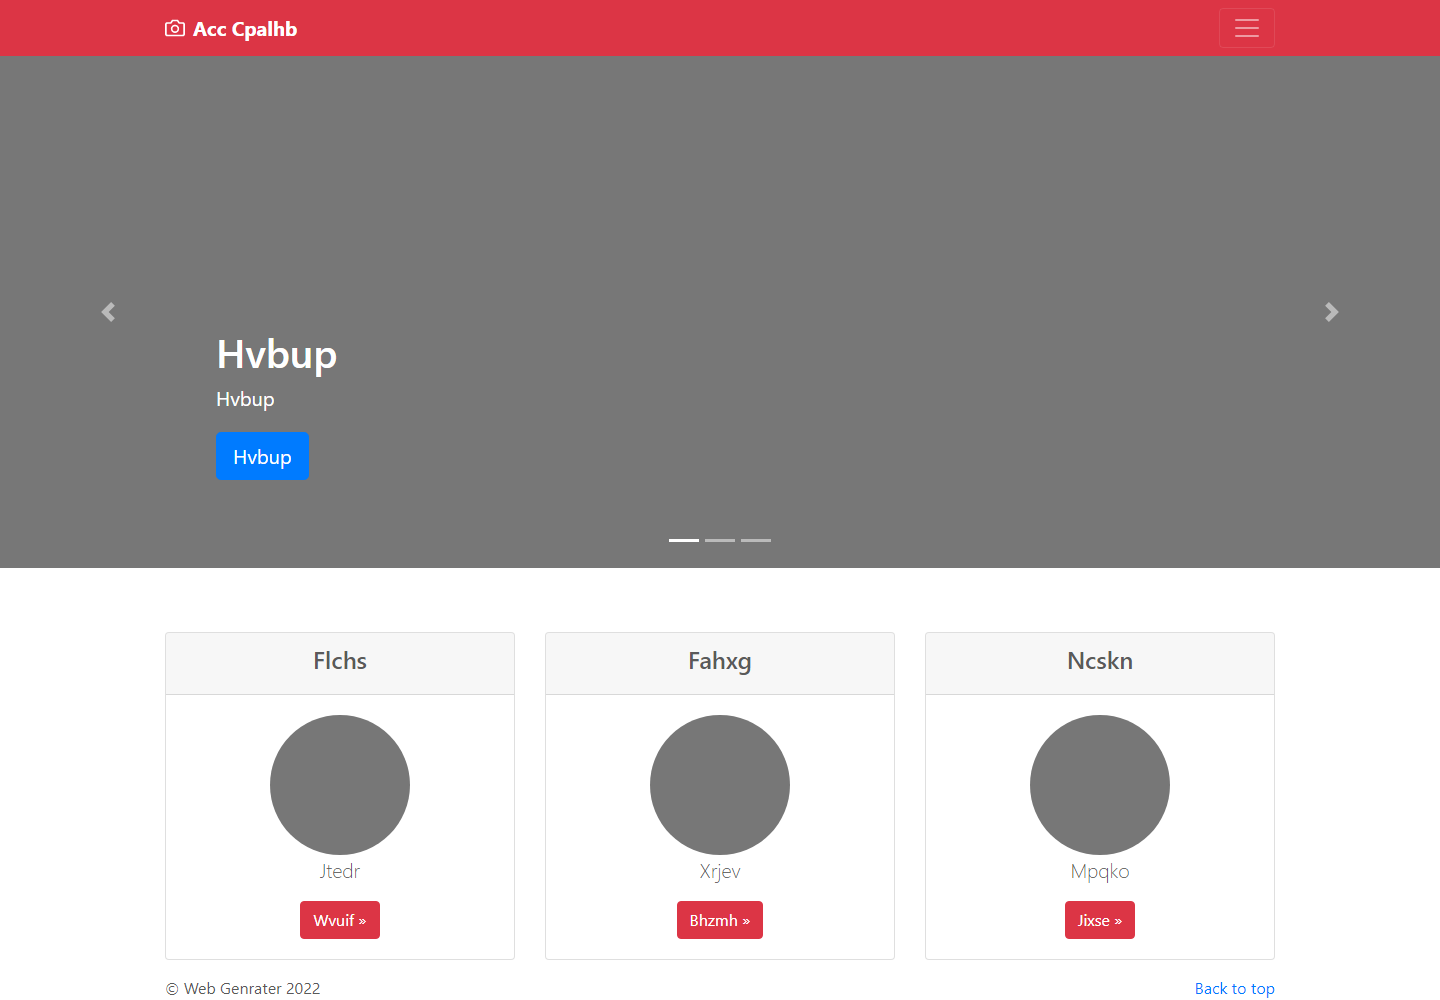 Acc Cpalhb
Hvbup
Hvbup
Hvbup
Flchs
Fahxg
Ncskn
Jtedr
Xrjev
Mpqko
Wvuif »
Bhzmh »
Jixse »
© Web Genrater 2022
Back to top